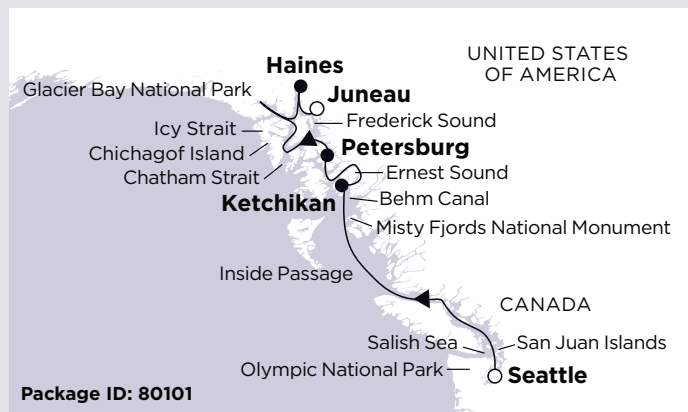 UNITED STATES
OF AMERICA
Haines
Glacier Bay National Park
Juneau
Frederick Sound
Icy Strait
Petersburg
Chichagof Island
Ernest Sound
Chatham Strait
Behm Canal
Ketchikan
Misty Fjords National Monument
Inside Passage
CANADA
Salish Sea
San Juan Islands
Olympic National Park
Seattle
Package ID: 80101